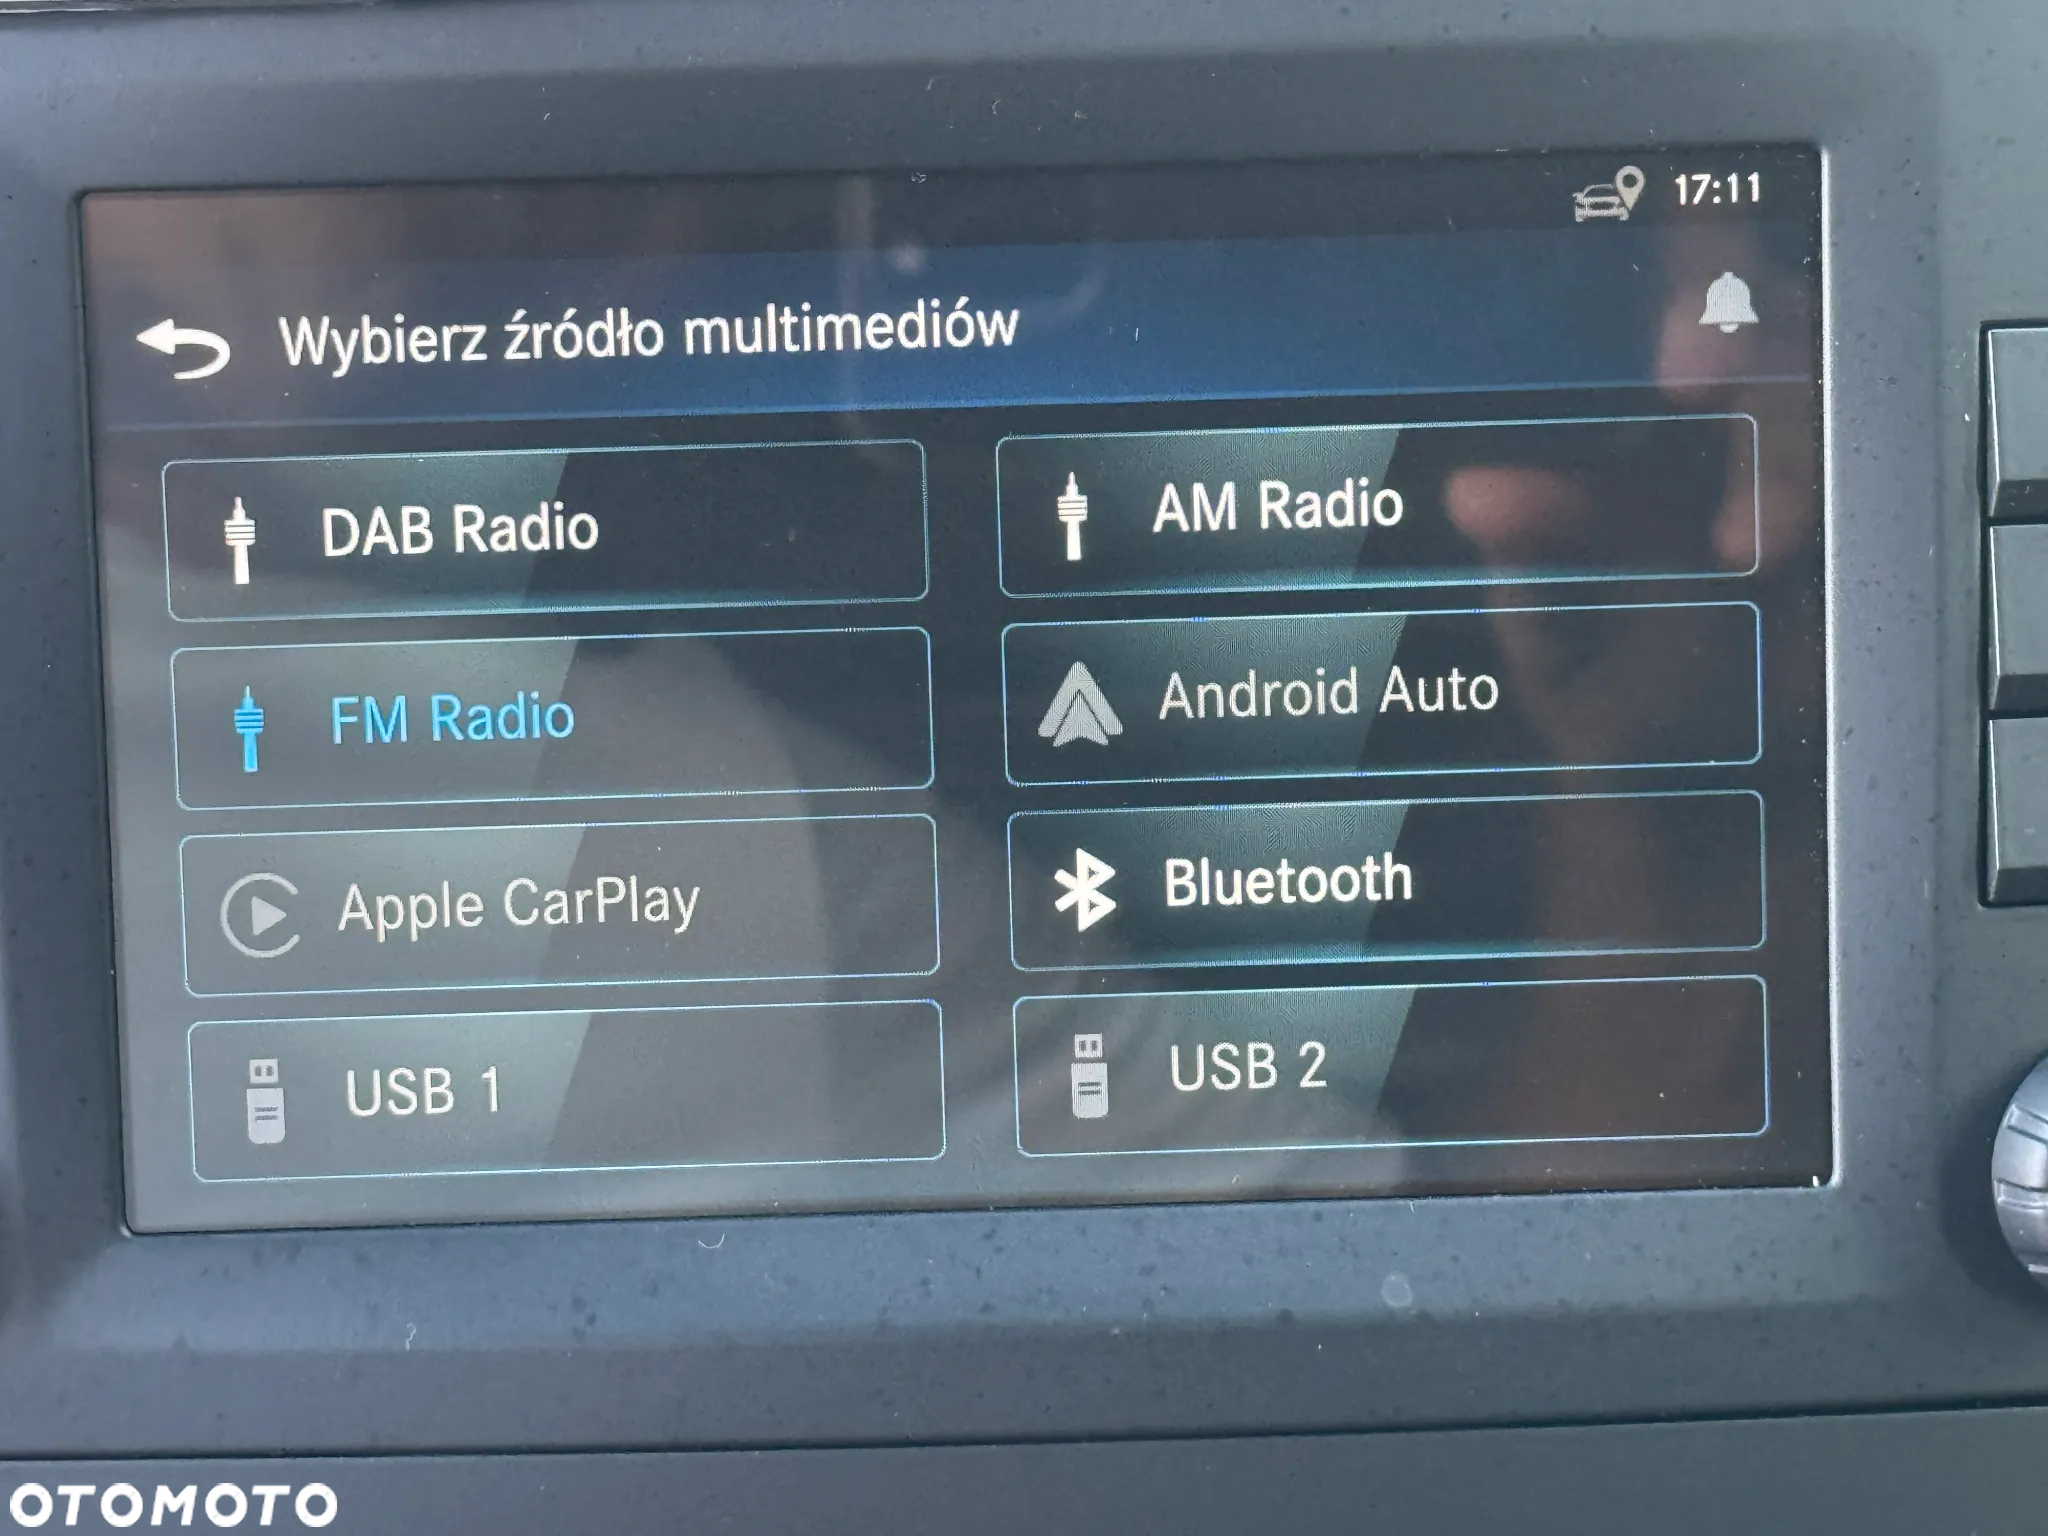 17:11
Wybierz źródło multimediów
DAB Radio
AM Radio
FM Radio
Android Auto
Apple CarPlay
Bluetooth
USB 1
USB 2
OTOMOTO